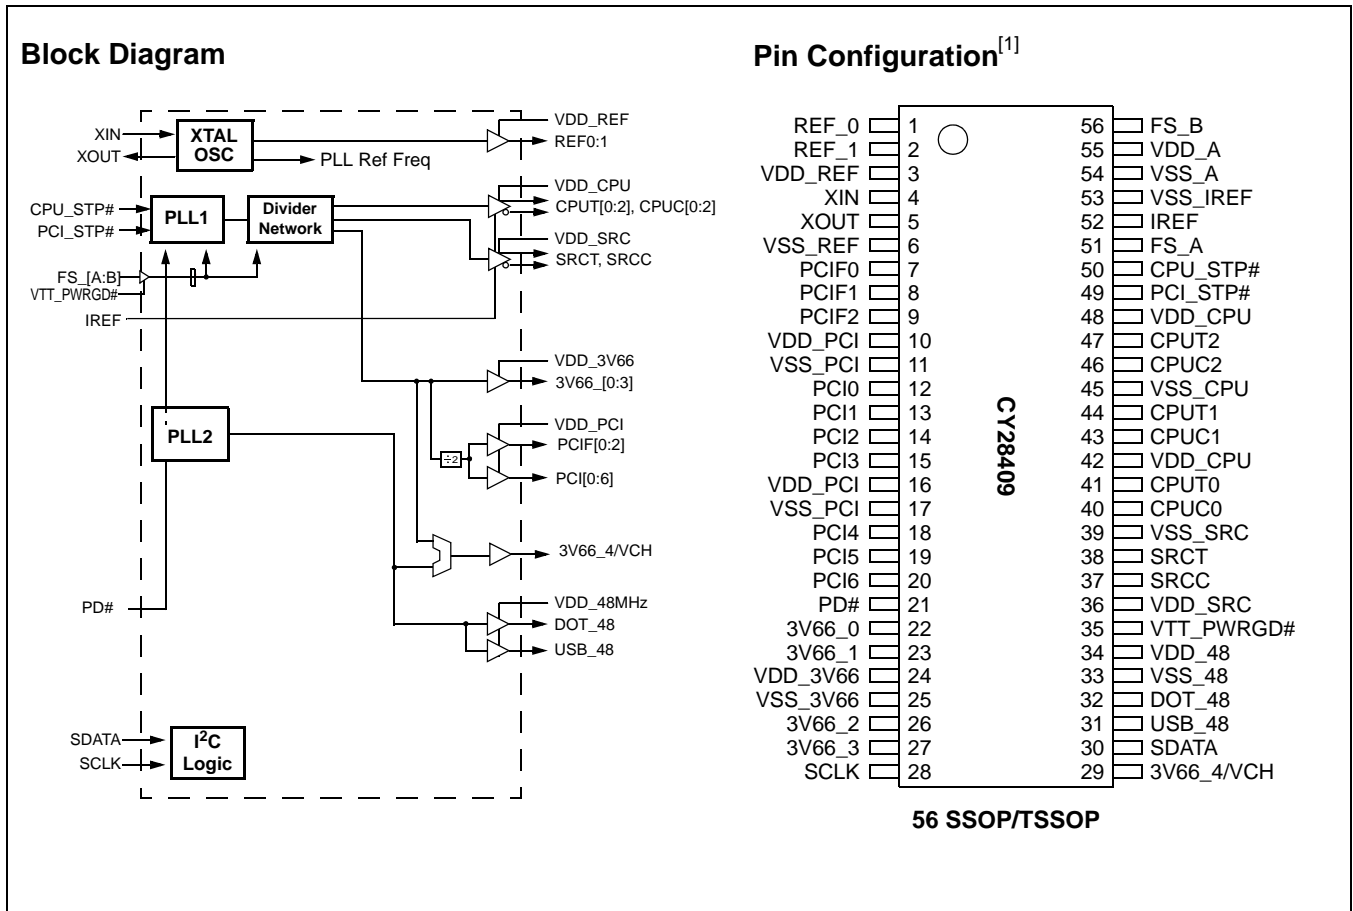 Block Diagram
XIN
XOUT
XTAL
OSC
PLL Ref Freq
VDD_REF
REF0:1
CPU_STP#
PCI_STP#
PLL1
Divider
Network
VDD_CPU
CPUT[0:2], CPUC[0:2]
VDD_SRC
SRCT, SRCC
FS_[A:B]
VTT_PWRGD#
IREF
VDD_3V66
3V66_[0:3]
PLL2
VDD_PCI
PCIF[0:2]
÷2
PCI[0:6]
3V66_4/VCH
PD#
VDD_48MHz
DOT_48
USB_48
SDATA
SCLK
I2C
Logic
Pin Configuration[1]
REF_0 1
REF_1 2
VDD_REF 3
XIN 4
XOUT 5
VSS_REF 6
PCIF0 7
PCIF1 8
PCIF2 9
VDD_PCI 10
VSS_PCI 11
PCI0 12
PCI1 13
PCI2 14
PCI3 15
VDD_PCI 16
VSS_PCI 17
PCI4 18
PCI5 19
PCI6 20
PD# 21
3V66_0 22
3V66_1 23
VDD_3V66 24
VSS_3V66 25
3V66_2 26
3V66_3 27
SCLK 28
CY28409
56 FS_B
55 VDD_A
54 VSS_A
53 VSS_IREF
52 IREF
51 FS_A
50 CPU_STP#
49 PCI_STP#
48 VDD_CPU
47 CPUT2
46 CPUC2
45 VSS_CPU
44 CPUT1
43 CPUC1
42 VDD_CPU
41 CPUT0
40 CPUC0
39 VSS_SRC
38 SRCT
37 SRCC
36 VDD_SRC
35 VTT_PWRGD#
34 VDD_48
33 VSS_48
32 DOT_48
31 USB_48
30 SDATA
29 3V66_4/VCH
56 SSOP/TSSOP